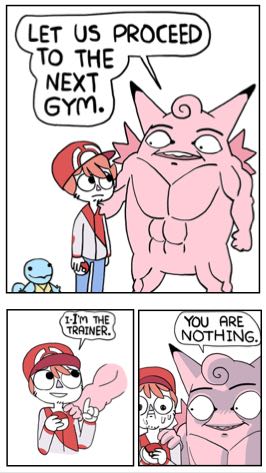 LET US PROCEED
TO THE
NEXT
GYM.
I-I'M THE
TRAINER.
YOU ARE
NOTHING.